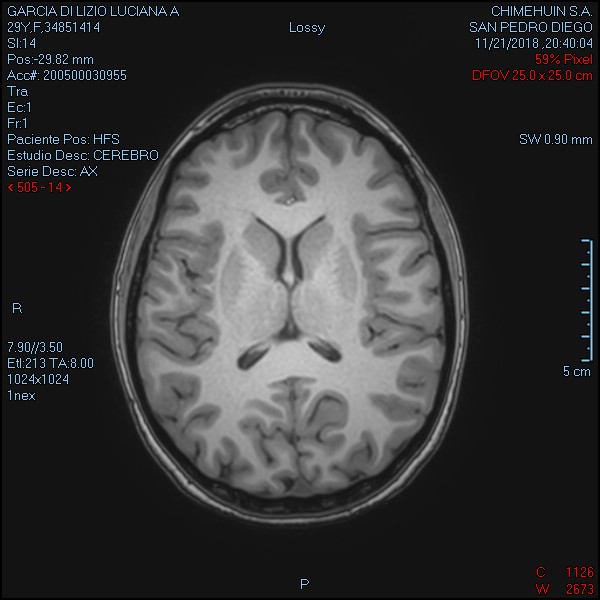 GARCIA DI LIZIO LUCIANA A
29Y,F,34851414
Sl:14
Pos:-29.82 mm
Acc#: 200500030955
Tra
Ec:1
Fr:1
Paciente Pos: HFS
Estudio Desc: CEREBRO
Serie Desc: AX
< 505 - 14 >
Lossy
CHIMEHUIN S.A.
SAN PEDRO DIEGO
11/21/2018 ,20:40:04
59% Pixel
DFOV 25.0 x 25.0 cm
SW 0.90 mm
R
5 cm
7.90//3.50
Etl:213 TA:8.00
1024x1024
1nex
P
C 1126
W 2673